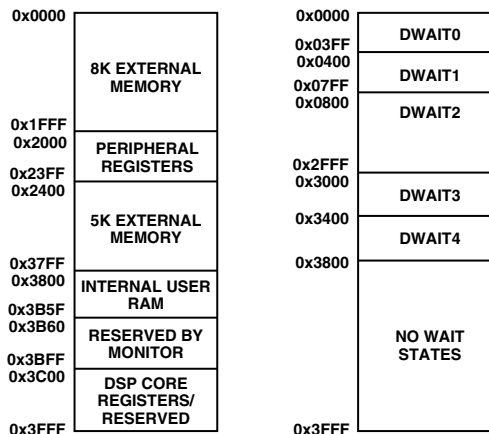 0x0000
8K EXTERNAL
MEMORY
0x1FFF
0x2000
PERIPHERAL
REGISTERS
0x23FF
0x2400
5K EXTERNAL
MEMORY
0x37FF
0x3800
INTERNAL USER
RAM
0x3B5F
0x3B60
RESERVED BY
MONITOR
0x3BFF
0x3C00
DSP CORE
REGISTERS/
RESERVED
0x3FFF
0x0000
DWAIT0
0x03FF
0x0400
DWAIT1
0x07FF
0x0800
DWAIT2
0x2FFF
0x3000
DWAIT3
0x3400
DWAIT4
0x3800
NO WAIT
STATES
0x3FFF